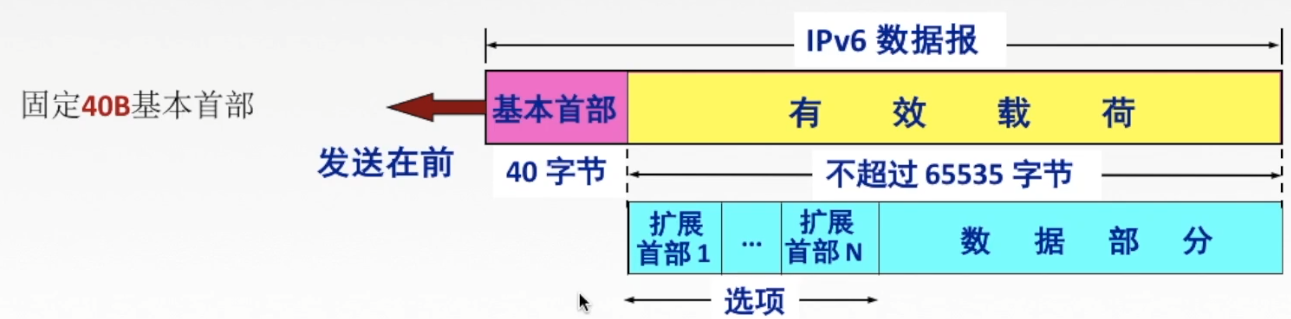 IPv6 数据报
固定40B基本首部
基本首部
有效载荷
发送在前
40 字节
不超过 65535 字节
扩展
首部 1
...
扩展
首部 N
数据部分
选项